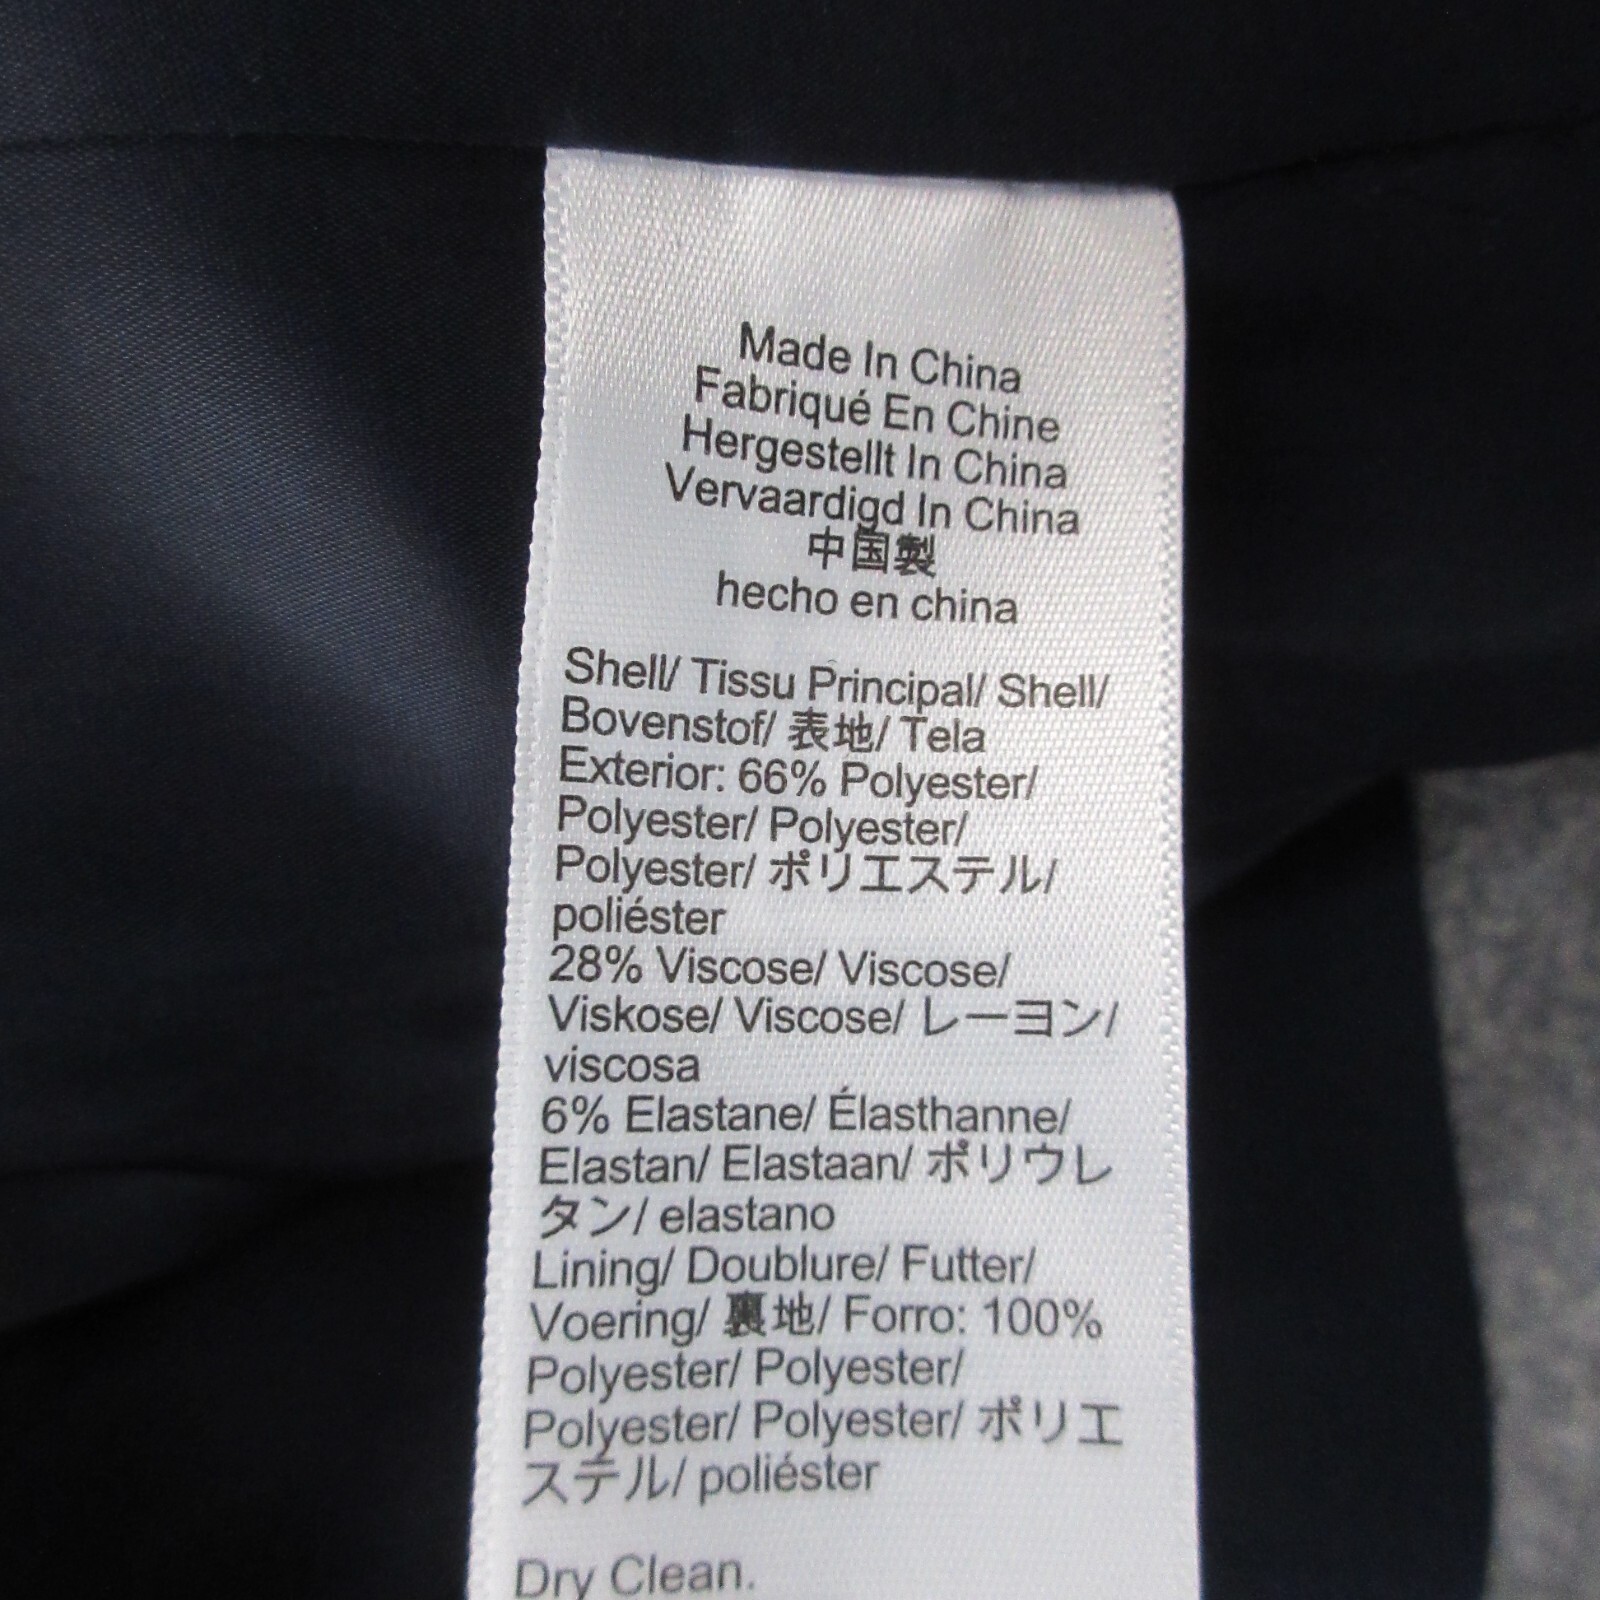 Made In China
Fabriqué En Chine
Hergestellt In China
Vervaardigd In China
中国製
hecho en china
Shell/ Tissu Principal/ Shell/
Bovenstof/ 表地/ Tela
Exterior: 66% Polyester/
Polyester/ Polyester/
Polyester/ ポリエステル/
poliéster
28% Viscose/ Viscose/
Viskose/ Viscose/ レーヨン/
viscosa
6% Elastane/ Élasthanne/
Elastan/ Elastaan/ ポリウレ
タン/ elastano
Lining/ Doublure/ Futter/
Voering/ 裏地/ Forro: 100%
Polyester/ Polyester/
Polyester/ Polyester/ ポリエ
ステル/ poliéster
Dry Clean.